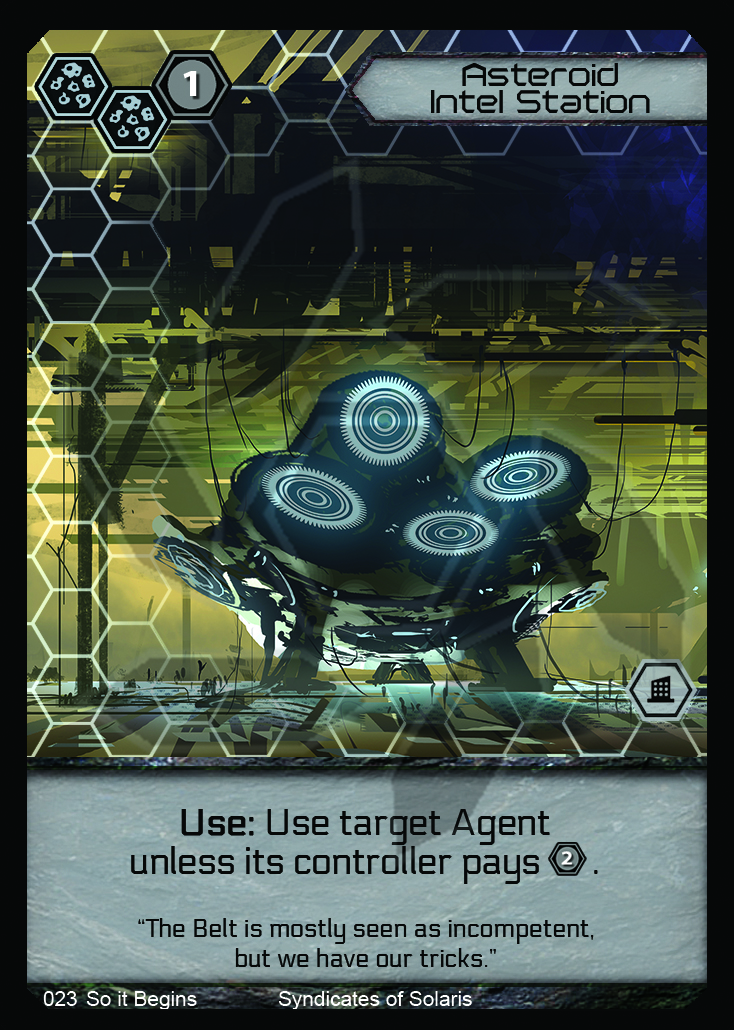 1
Asteroid
Intel Station
Use: Use target Agent
unless its controller pays 2 .
“The Belt is mostly seen as incompetent,
but we have our tricks.”
023 So it Begins Syndicates of Solaris